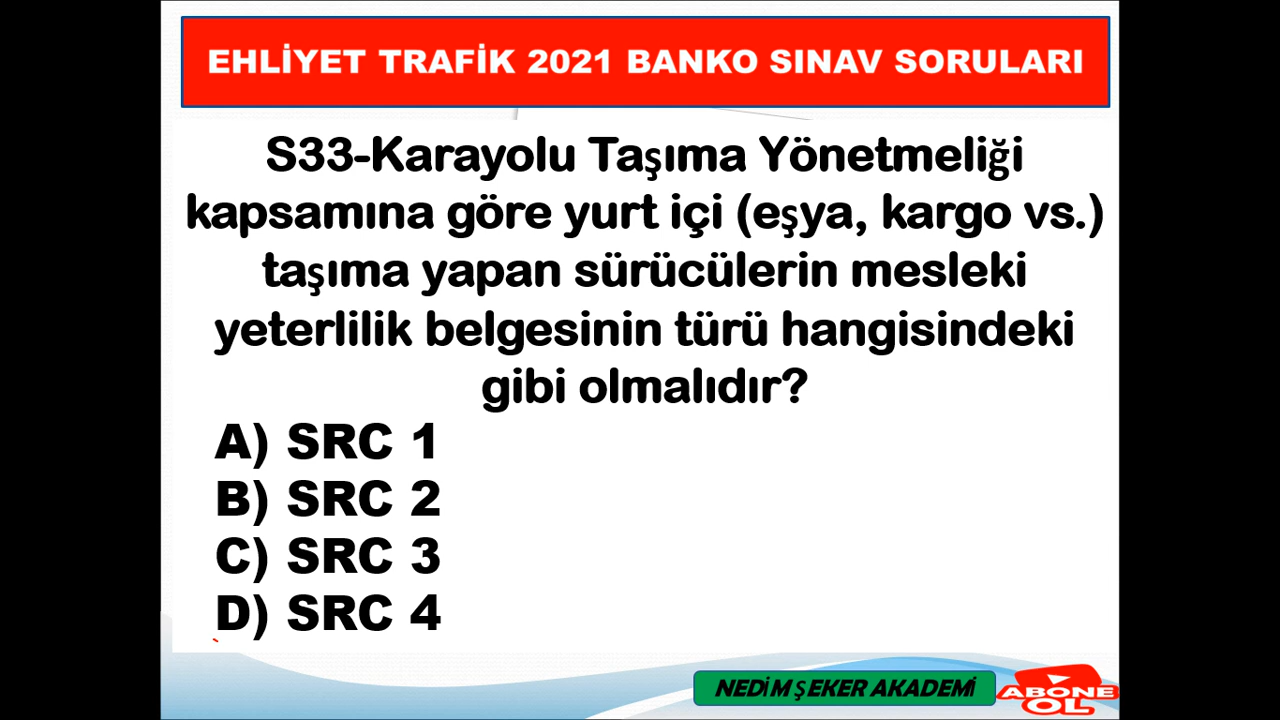 EHLİYET TRAFİK 2021 BANKO SINAV SORULARI
S33-Karayolu Taşıma Yönetmeliği
kapsamına göre yurt içi (eşya, kargo vs.)
taşıma yapan sürücülerin mesleki
yeterlilik belgesinin türü hangisindeki
gibi olmalıdır?
A) SRC 1
B) SRC 2
C) SRC 3
D) SRC 4
NEDİM ŞEKER AKADEMİ
ABONE
OL